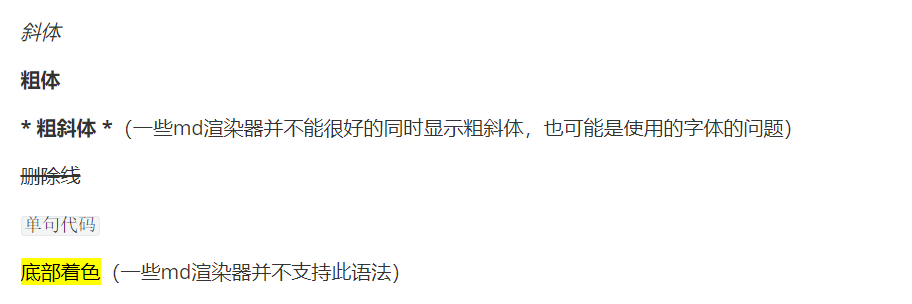 斜体
粗体
* 粗斜体 *（一些md渲染器并不能很好的同时显示粗斜体，也可能是使用的字体的问题）
删除线
单句代码
底部着色（一些md渲染器并不支持此语法）